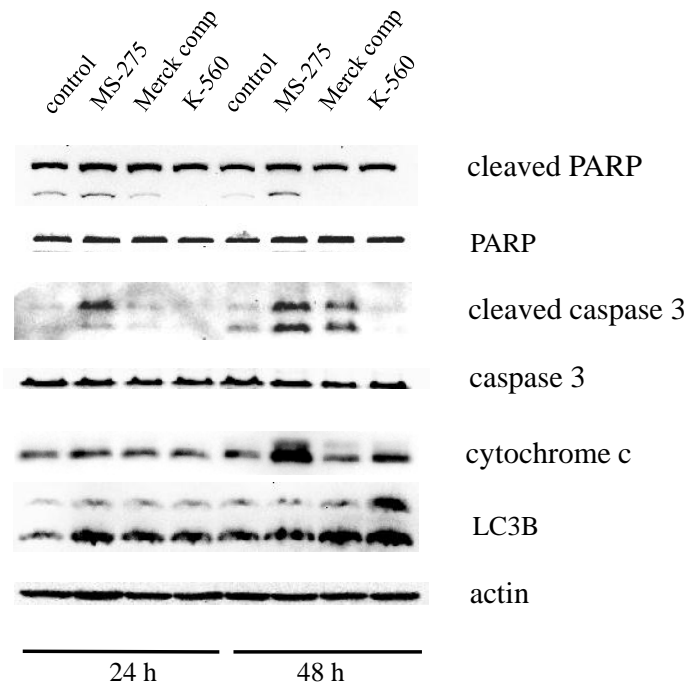 control MS-275 Merck comp K-560 control MS-275 Merck comp K-560
cleaved PARP
PARP
cleaved caspase 3
caspase 3
cytochrome c
LC3B
actin
24 h 48 h